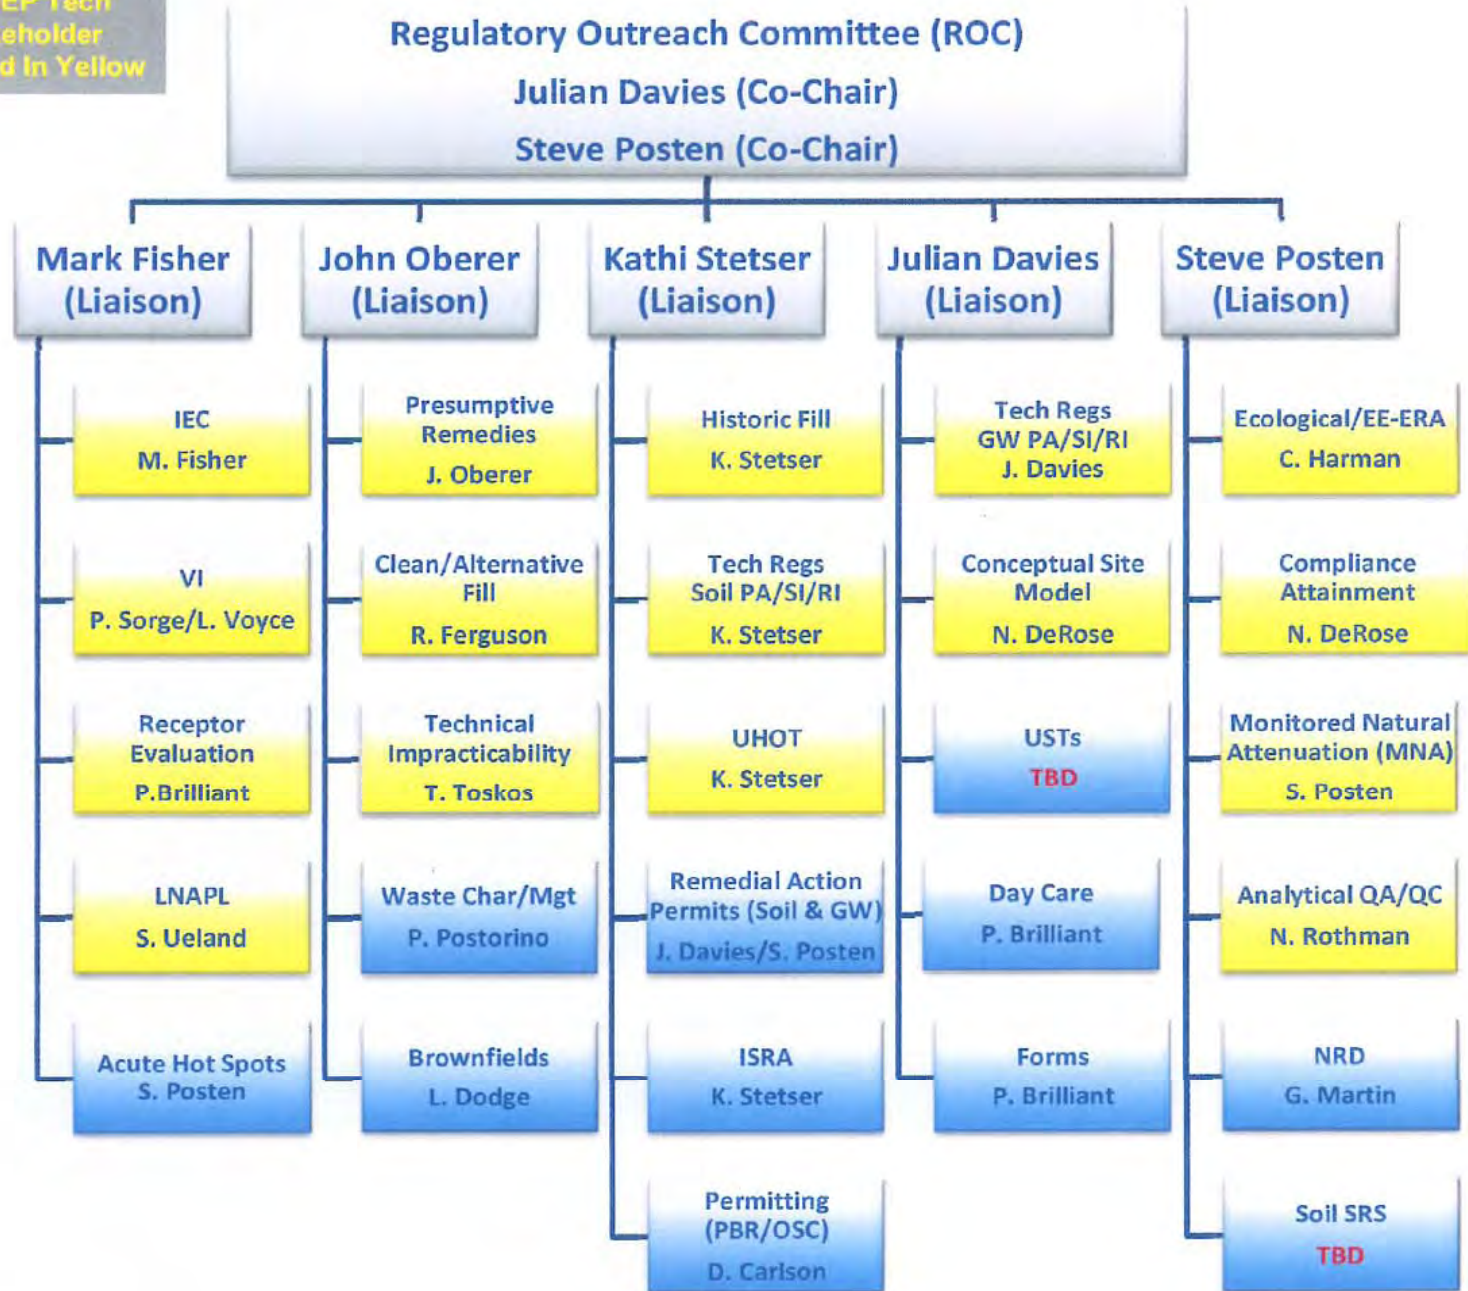 EP Tech
eholder
d In Yellow
Regulatory Outreach Committee (ROC)
Julian Davies (Co-Chair)
Steve Posten (Co-Chair)
Mark Fisher
(Liaison)
John Oberer
(Liaison)
Kathi Stetser
(Liaison)
Julian Davies
(Liaison)
Steve Posten
(Liaison)
IEC
M. Fisher
VI
P. Sorge/L. Voyce
Receptor
Evaluation
P.Brilliant
LNAPL
S. Ueland
Acute Hot Spots
S. Posten
Presumptive
Remedies
J. Oberer
Clean/Alternative
Fill
R. Ferguson
Technical
Impracticability
T. Toskos
Waste Char/Mgt
P. Postorino
Brownfields
L. Dodge
Historic Fill
K. Stetser
Tech Regs
Soil PA/SI/RI
K. Stetser
UHOT
K. Stetser
Remedial Action
Permits (Soil & GW)
J. Davies/S. Posten
ISRA
K. Stetser
Permitting
(PBR/OSC)
D. Carlson
Tech Regs
GW PA/SI/RI
J. Davies
Conceptual Site
Model
N. DeRose
USTs
TBD
Day Care
P. Brilliant
Forms
P. Brilliant
Ecological/EE-ERA
C. Harman
Compliance
Attainment
N. DeRose
Monitored Natural
Attenuation (MNA)
S. Posten
Analytical QA/QC
N. Rothman
NRD
G. Martin
Soil SRS
TBD